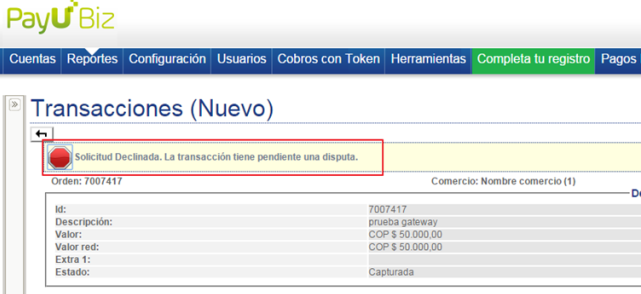 PayU Biz
Cuentas Reportes Configuración Usuarios Cobros con Token Herramientas Completa tu registro Pagos
Transacciones (Nuevo)
Solicitud Declinada. La transacción tiene pendiente una disputa.
Orden: 7007417 Comercio: Nombre comercio (1)
Id: 7007417
Descripción: prueba gateway
Valor: COP $ 50.000,00
Valor red: COP $ 50.000,00
Extra 1:
Estado: Capturada